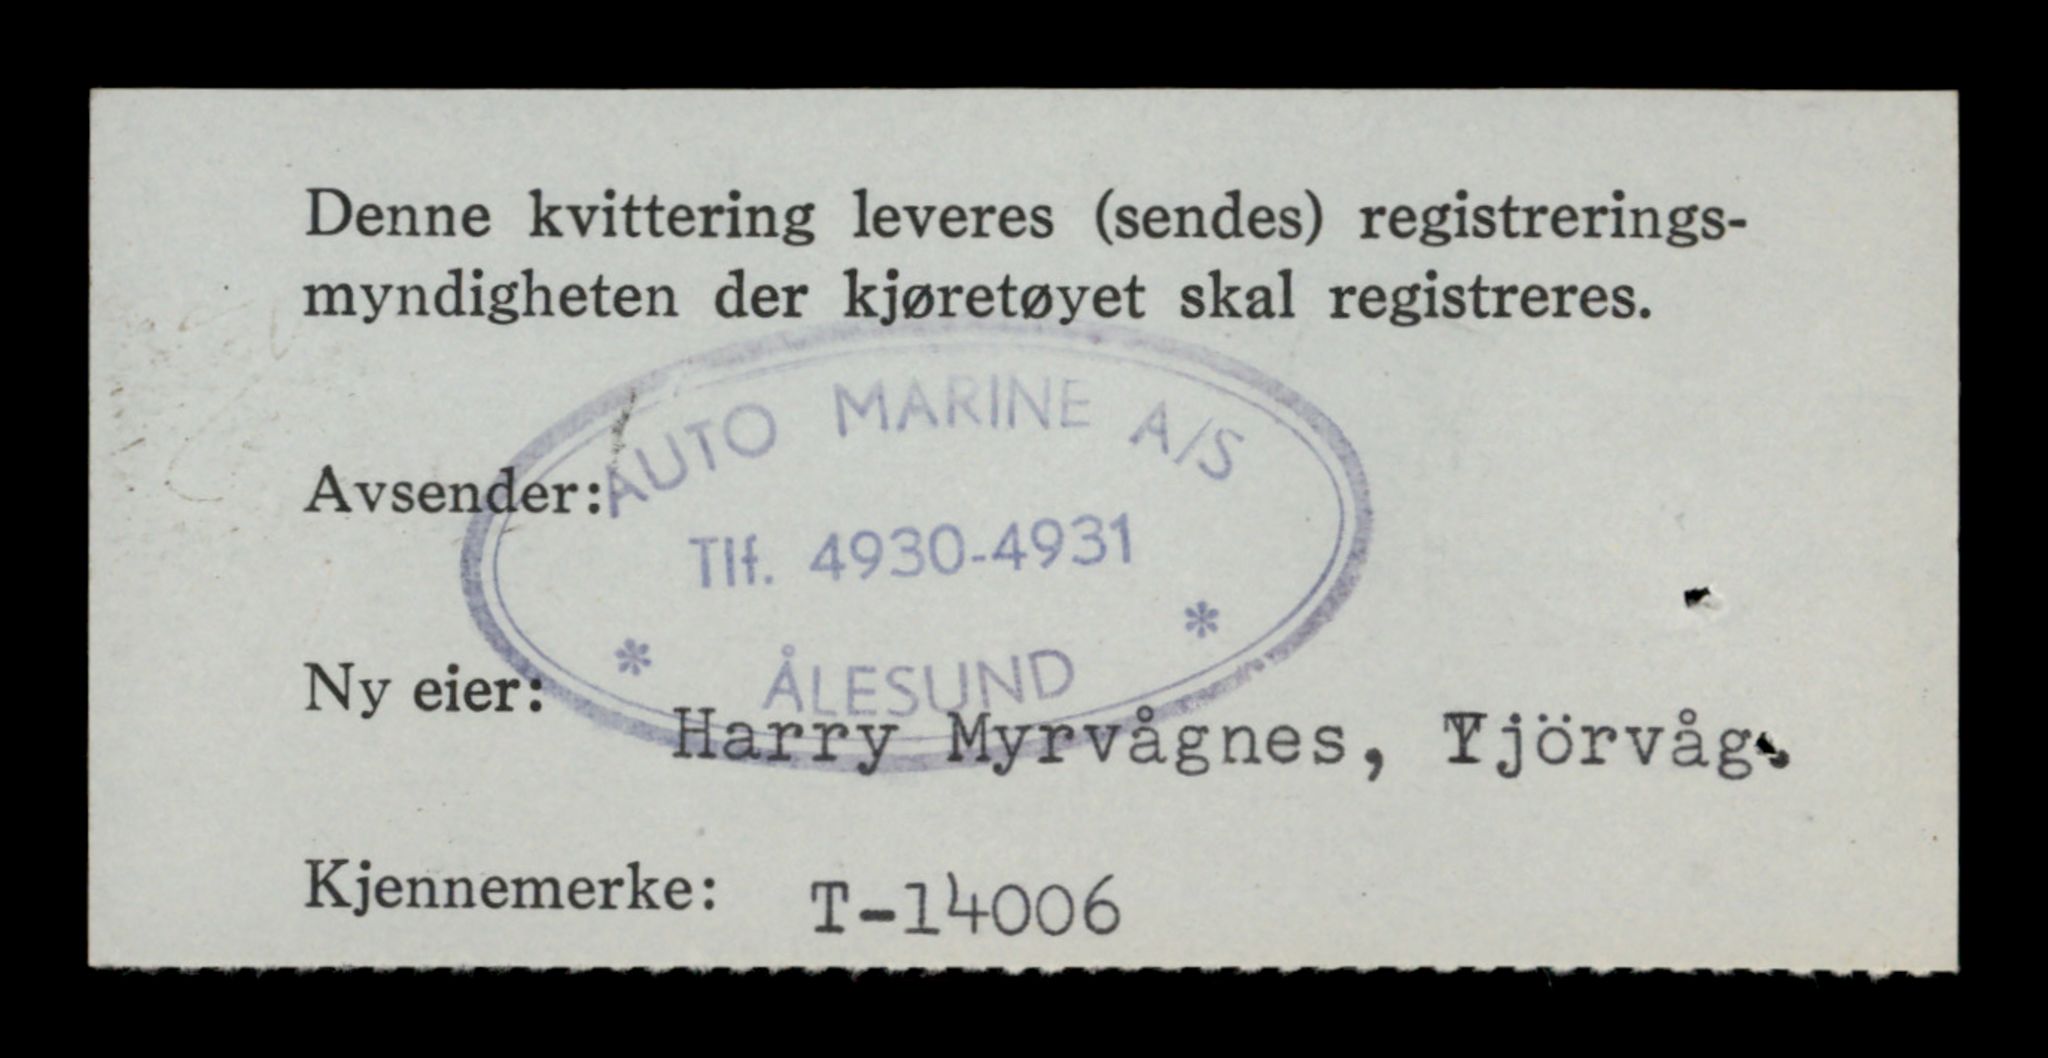 Denne kvittering leveres (sendes) registrerings-
myndigheten der kjøretøyet skal registreres.
AUTO MARINE A/S
Avsender:
Tlf. 4930-4931
* ÅLESUND *
Ny eier:
Harry Myrvågnes, Tjörvåg.
Kjennemerke: T-14006